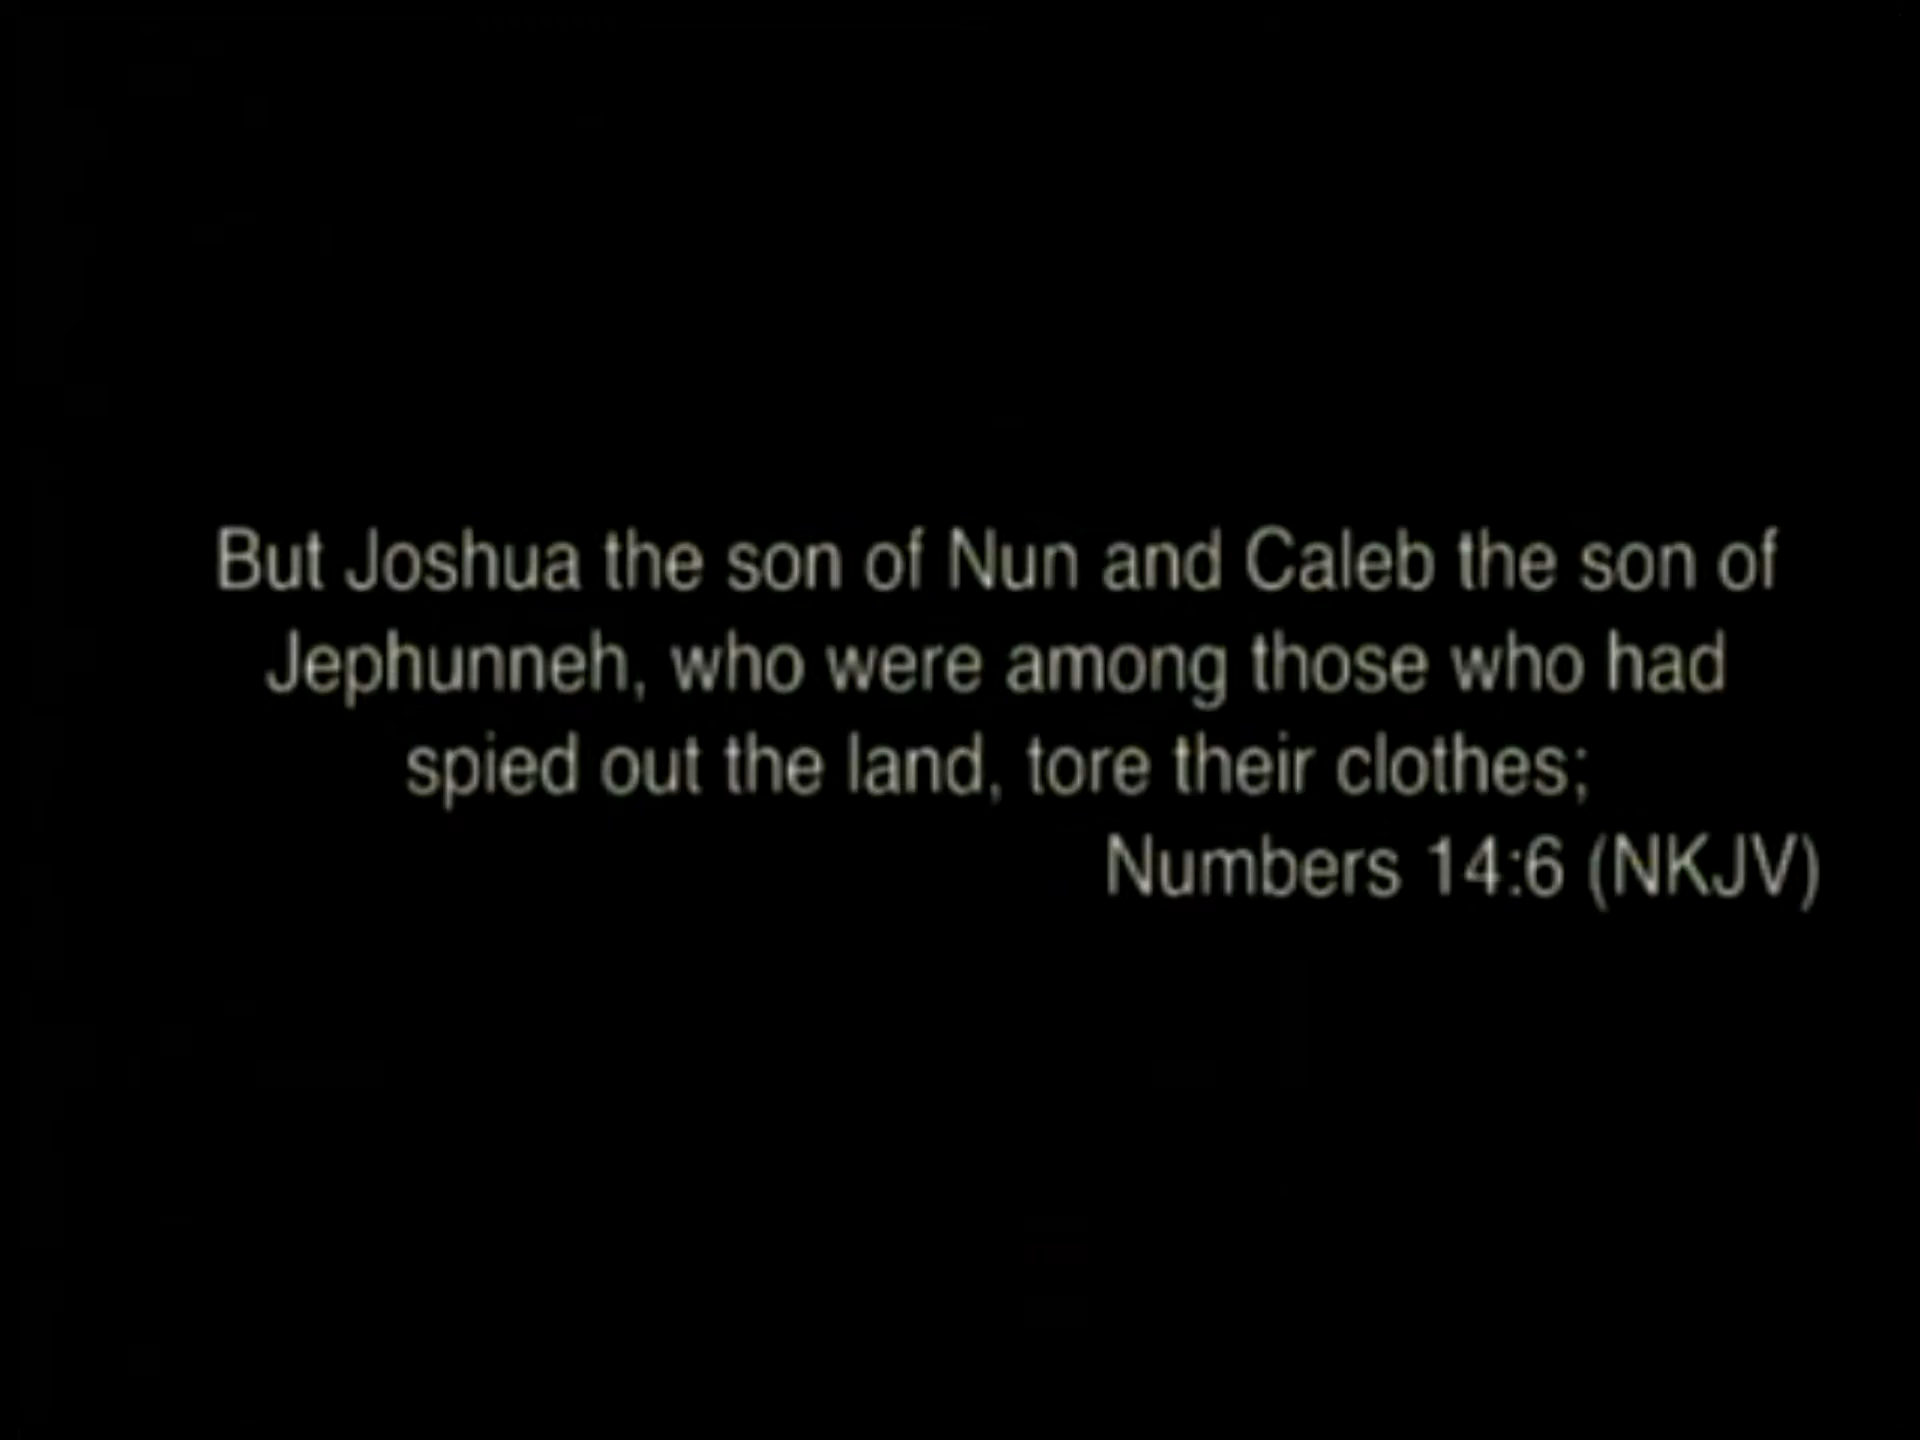 But Joshua the son of Nun and Caleb the son of
Jephunneh, who were among those who had
spied out the land, tore their clothes;
Numbers 14:6 (NKJV)